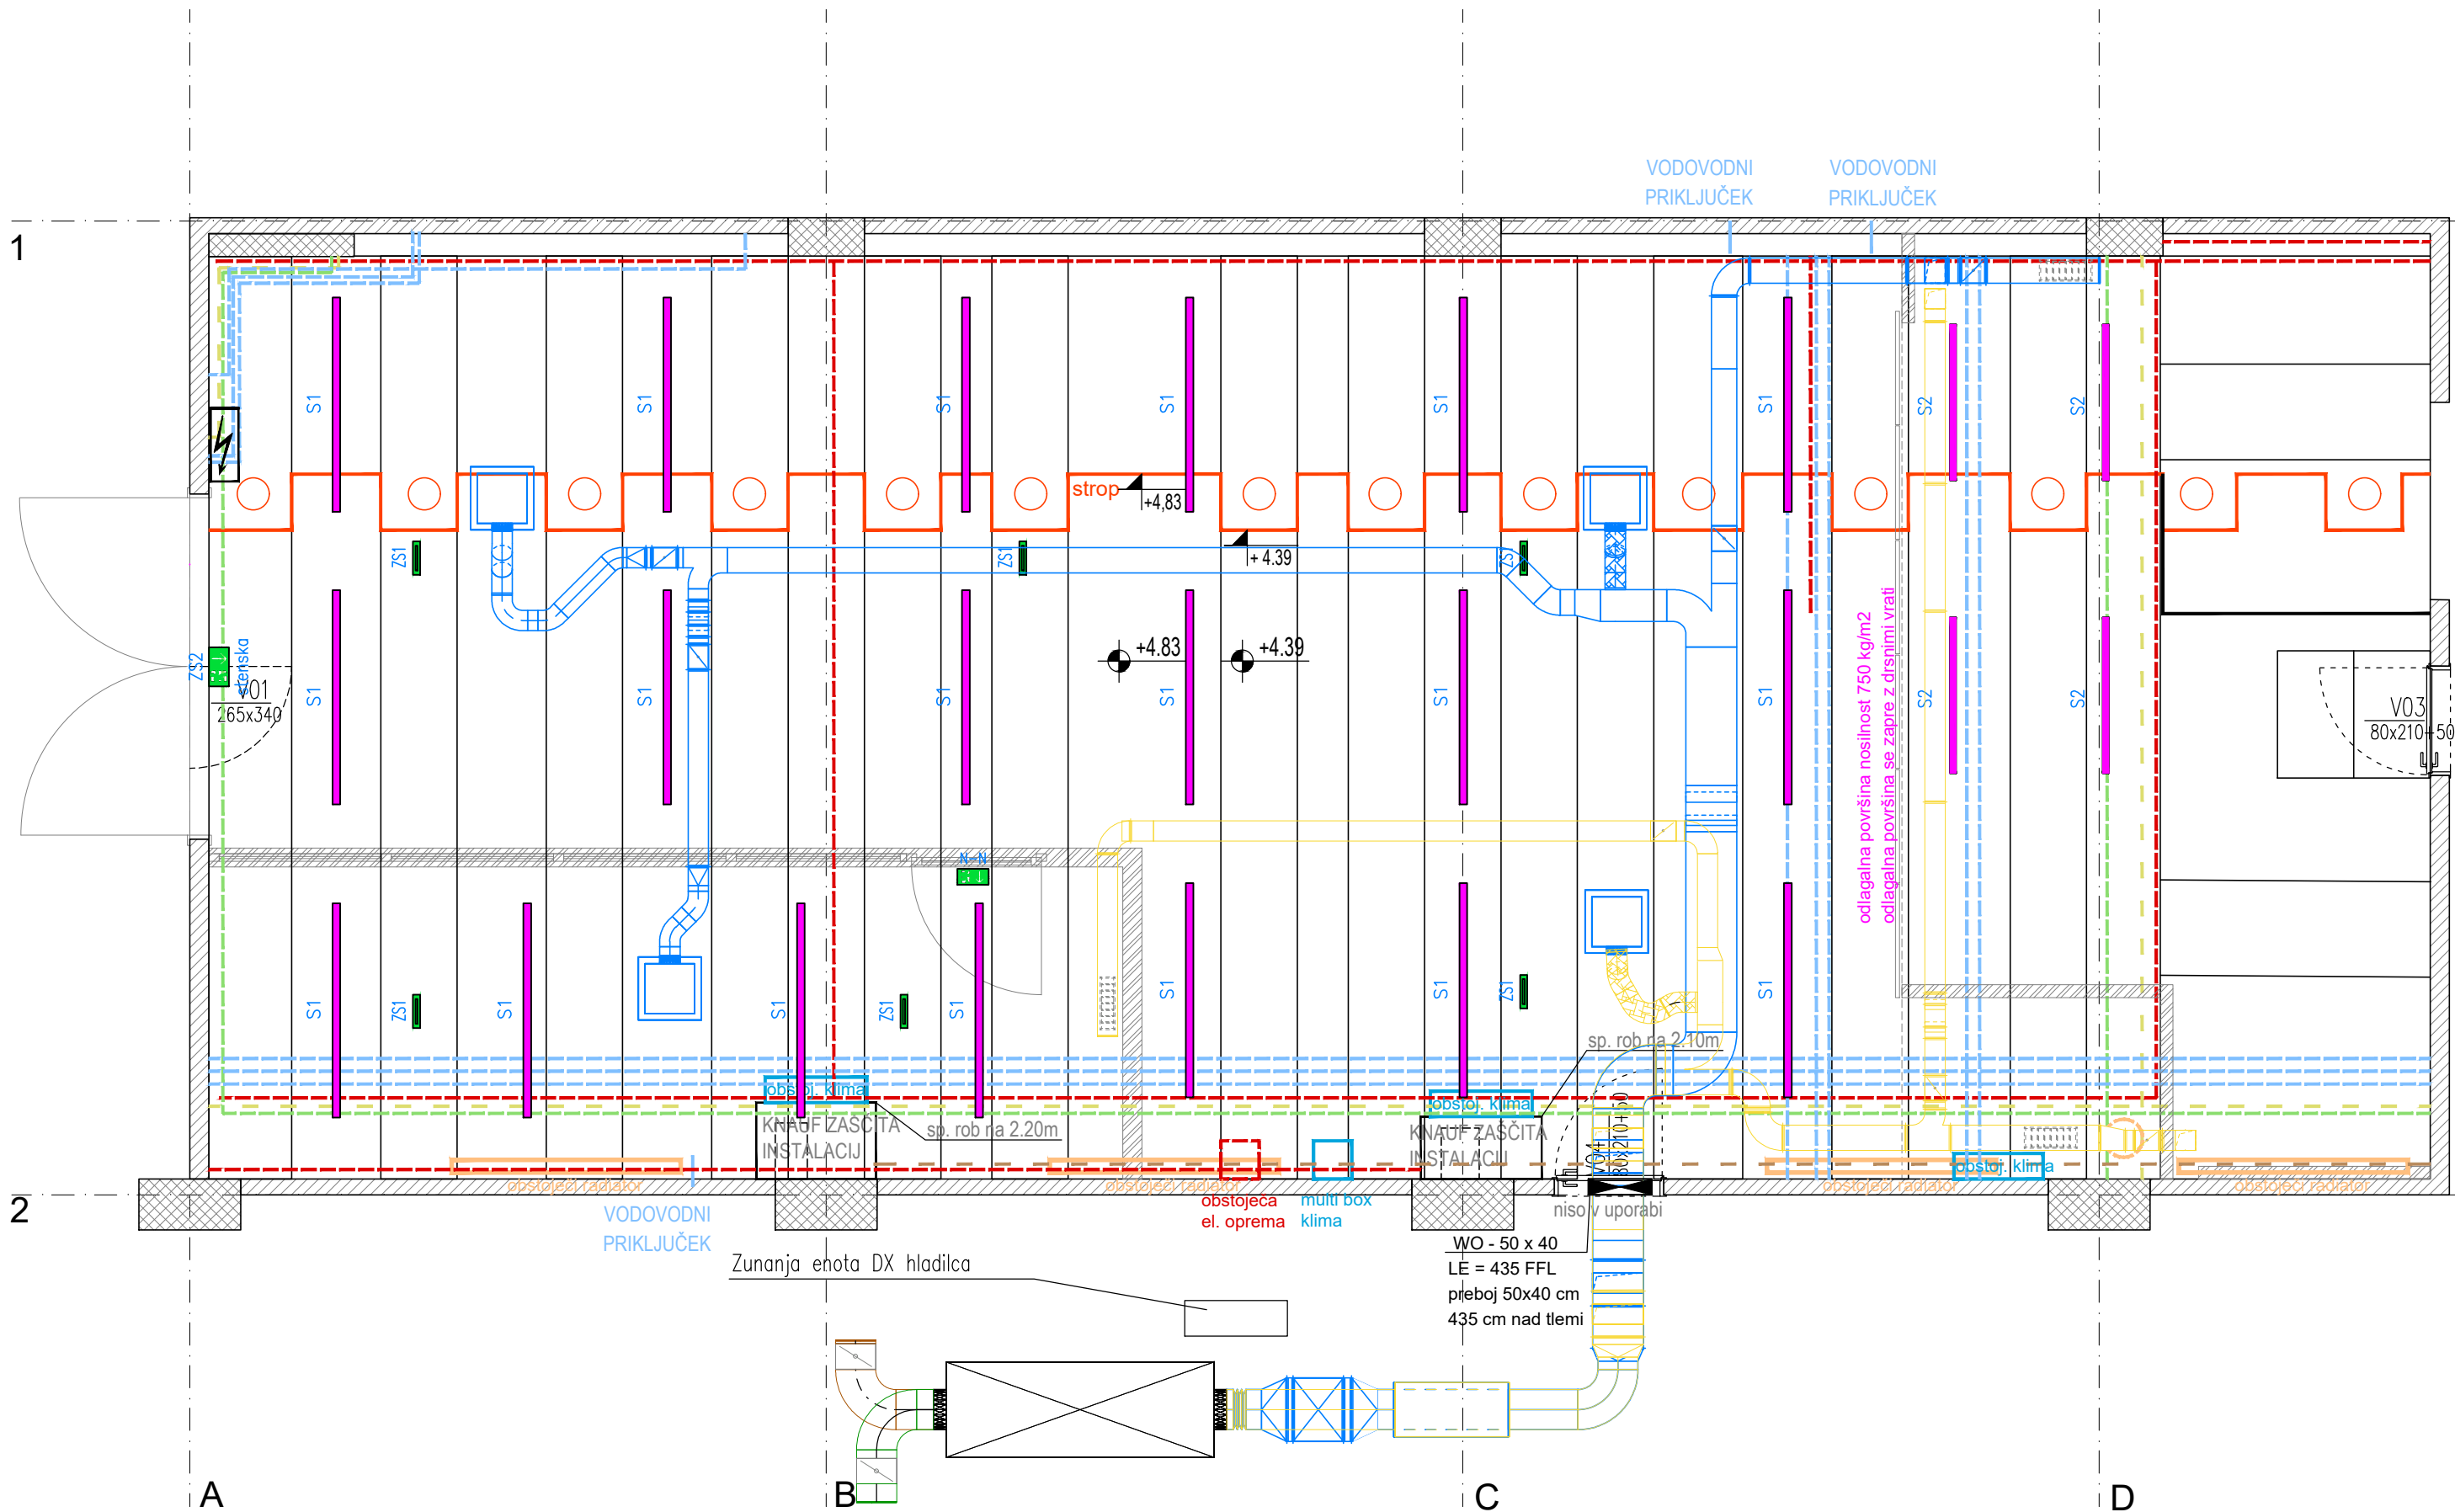 VODOVODNI
PRIKLJUČEK
VODOVODNI
PRIKLJUČEK
1
S1
S1
S1
S1
S1
S1
S2
S2
strop
+4,83
+ 4.39
ZS1
ZS1
ZS1
+4.83
+4.39
ZS2
stenska
V01
265x340
S1
S1
S1
S1
S1
S1
S2
S2
odlagalna površina nosilnost 750 kg/m2
odlagalna površina se zapre z drsnimi vrati
V03
80x210+50
N-N
S1
ZS1
S1
S1
ZS1
S1
S1
S1
ZS1
S1
sp. rob na 2.10m
obstoj. klima
obstoj. klima
KNAUF ZAŠČITA
INSTALACIJ
sp. rob na 2.20m
KNAUF ZAŠČITA
INSTALACIJ
V04
80x210+50
obstoj. klima
obstoječi radiator
obstoječi radiator
obstoječi radiator
obstoječi radiator
obstoječa
el. oprema
multi box
klima
niso v uporabi
2
VODOVODNI
PRIKLJUČEK
Zunanja enota DX hladilca
WO - 50 x 40
LE = 435 FFL
preboj 50x40 cm
435 cm nad tlemi
A
B
C
D